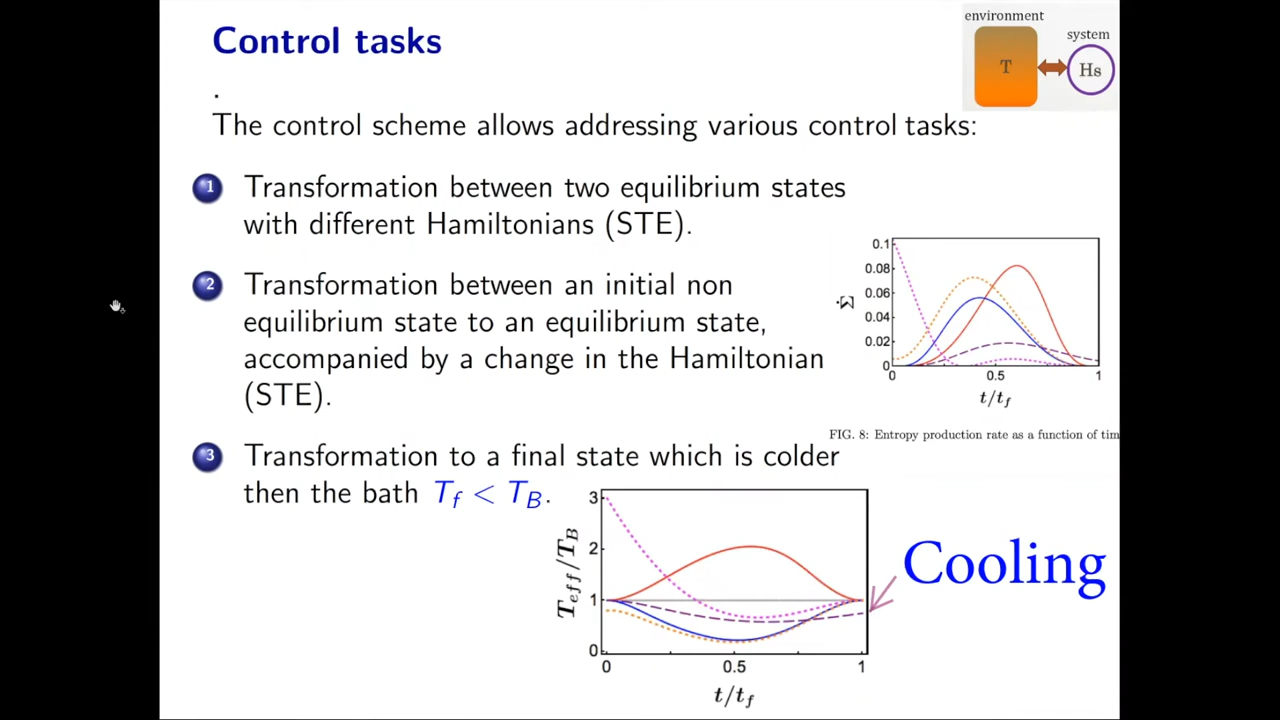 Control tasks
environment
system
T
Hs
.
The control scheme allows addressing various control tasks:
1 Transformation between two equilibrium states
with different Hamiltonians (STE).
2 Transformation between an initial non
equilibrium state to an equilibrium state,
accompanied by a change in the Hamiltonian
(STE).
0.1
0.08
0.06
0.04
0.02
0
Σ̇
0 0.5 1
t/t_f
FIG. 8: Entropy production rate as a function of tim
3 Transformation to a final state which is colder
then the bath T_f < T_B.
3
2
1
0
T_eff/T_B
0 0.5 1
t/t_f
Cooling